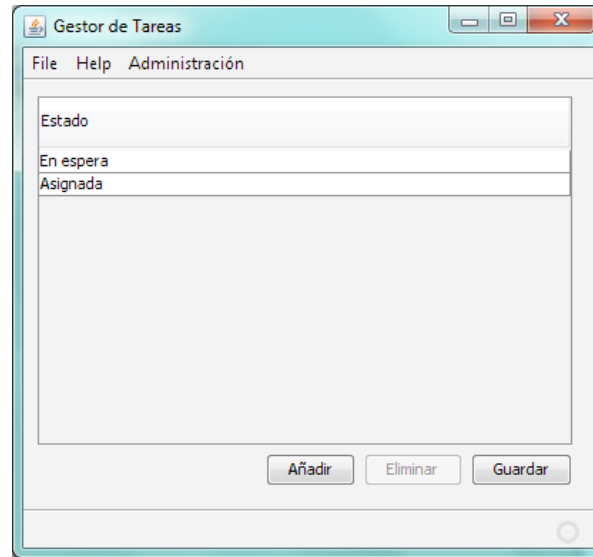 Gestor de Tareas
File Help Administración
Estado
En espera
Asignada
Añadir Eliminar Guardar